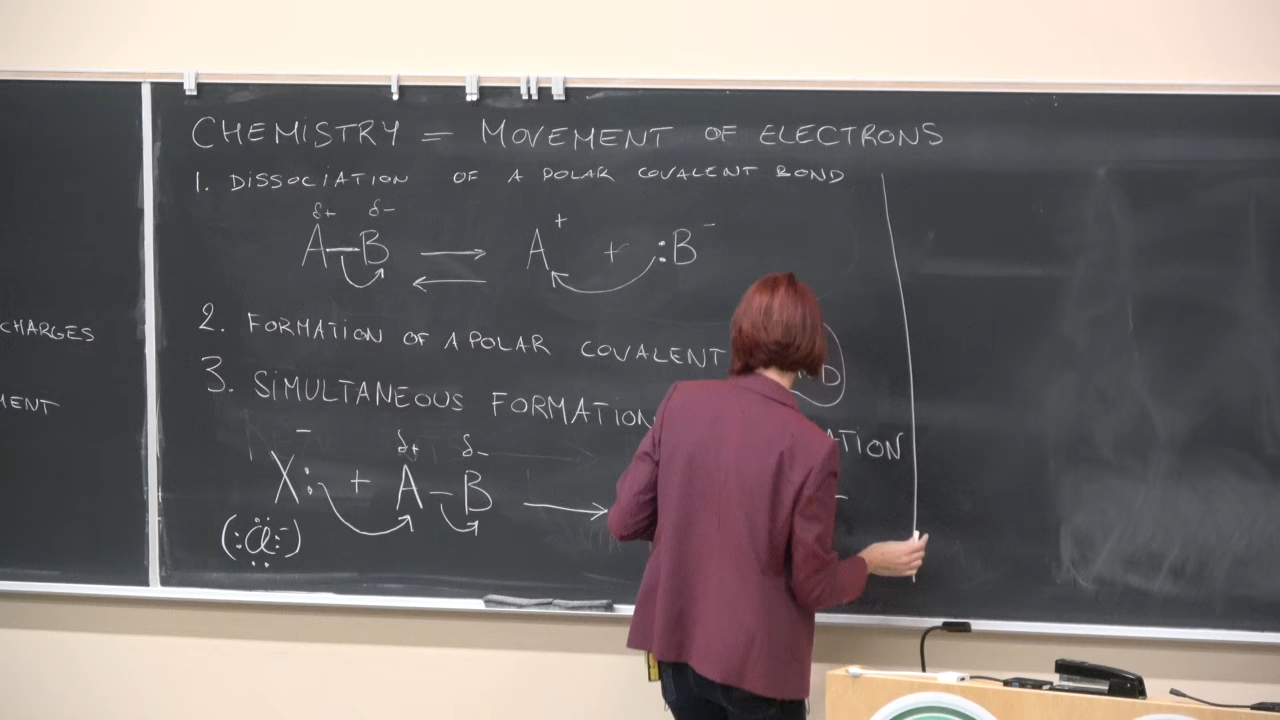 CHEMISTRY = MOVEMENT OF ELECTRONS
1. DISSOCIATION OF A POLAR COVALENT BOND
δ+ δ-
A-B ⇌ A⁺ + :B⁻
CHARGES
2. FORMATION OF A POLAR COVALENT
3. SIMULTANEOUS FORMATION ATION
δ+ δ-
X:⁻ + A-B →
(:Cl:⁻)